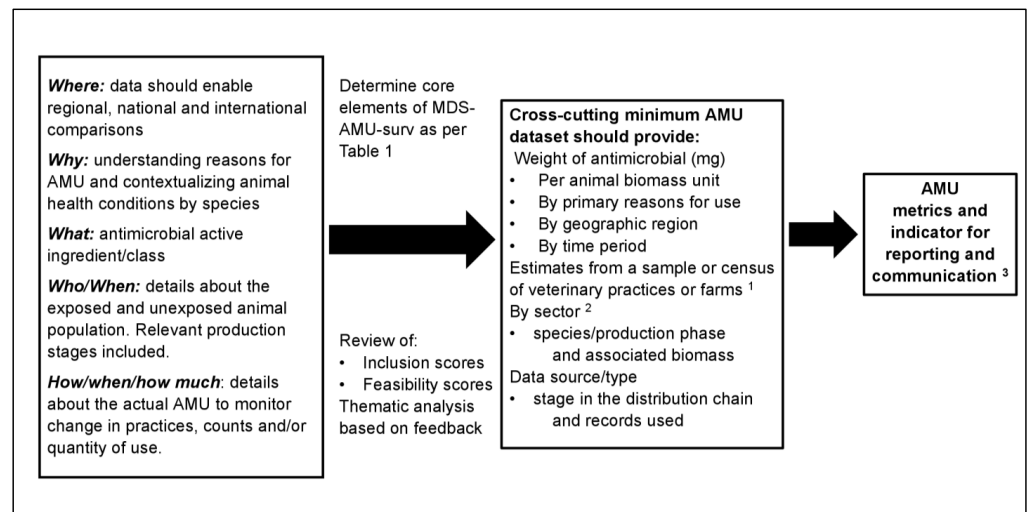 Where: data should enable
regional, national and international
comparisons
Why: understanding reasons for
AMU and contextualizing animal
health conditions by species
What: antimicrobial active
ingredient/class
Who/When: details about the
exposed and unexposed animal
population. Relevant production
stages included.
How/when/how much: details
about the actual AMU to monitor
change in practices, counts and/or
quantity of use.
Determine core
elements of MDS-
AMU-surv as per
Table 1
Review of:
• Inclusion scores
• Feasibility scores
Thematic analysis
based on feedback
Cross-cutting minimum AMU
dataset should provide:
Weight of antimicrobial (mg)
• Per animal biomass unit
• By primary reasons for use
• By geographic region
• By time period
Estimates from a sample or census
of veterinary practices or farms 1
By sector 2
• species/production phase
and associated biomass
Data source/type
• stage in the distribution chain
and records used
AMU
metrics and
indicator for
reporting and
communication 3